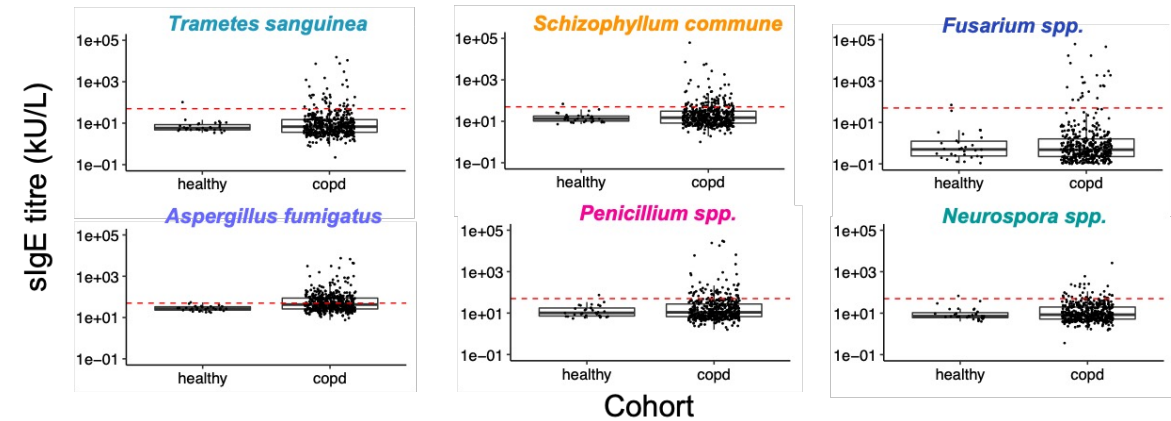 Trametes sanguinea
Schizophyllum commune
Fusarium spp.
1e+05
1e+03
1e+01
1e−01
healthy
copd
1e+05
1e+03
1e+01
1e−01
healthy
copd
1e+05
1e+03
1e+01
1e−01
healthy
copd
sIgE titre (kU/L)
Aspergillus fumigatus
Penicillium spp.
Neurospora spp.
1e+05
1e+03
1e+01
1e−01
healthy
copd
1e+05
1e+03
1e+01
1e−01
healthy
copd
1e+05
1e+03
1e+01
1e−01
healthy
copd
Cohort